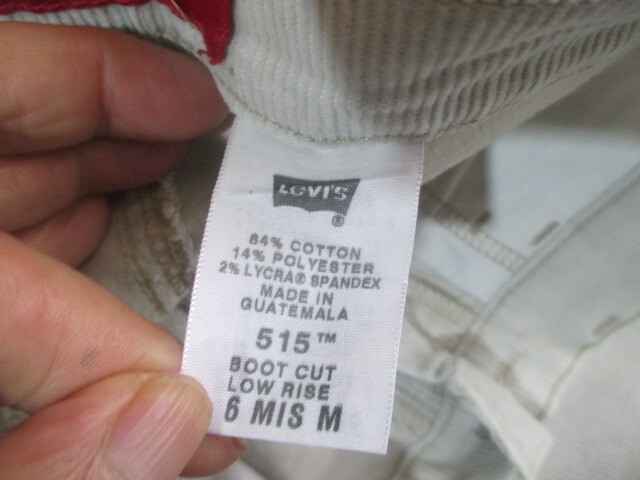 LEVI'S
®
84% COTTON
14% POLYESTER
2% LYCRA® SPANDEX
MADE IN
GUATEMALA
515™
BOOT CUT
LOW RISE
6 MIS M